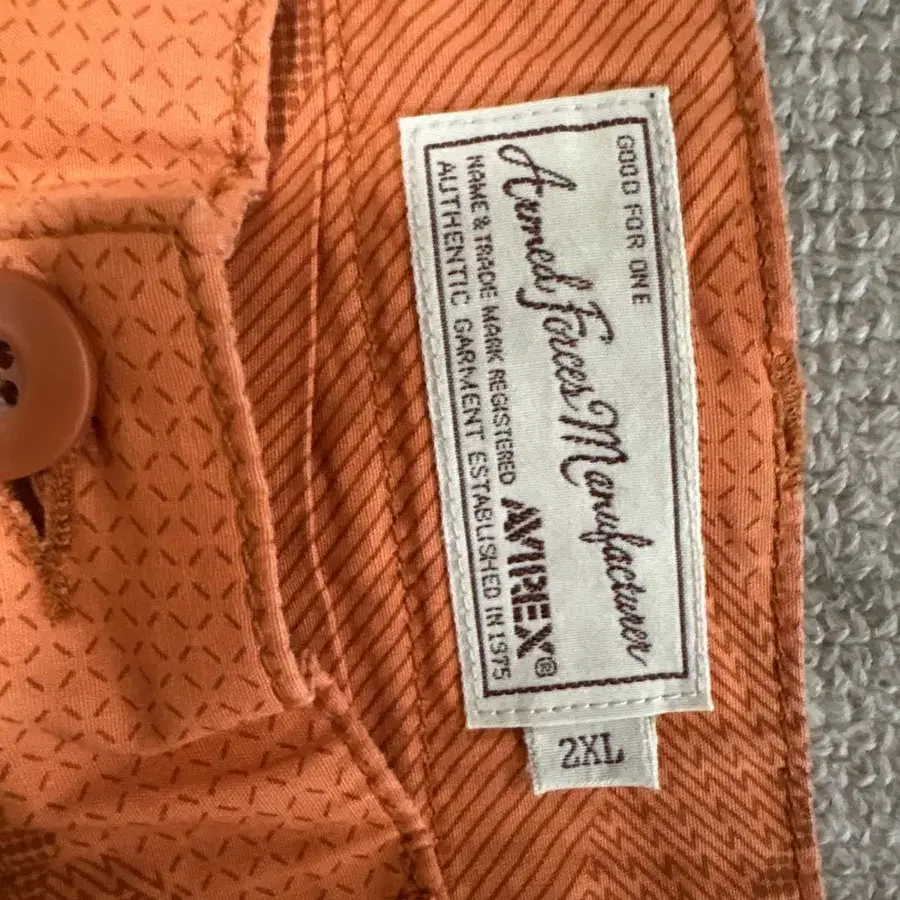 GOOD FOR ONE
Armed Forces Manufacturer
NAME & TRADE MARK REGISTERED AVIREX®
AUTHENTIC GARMENT ESTABLISHED IN 1975
2XL